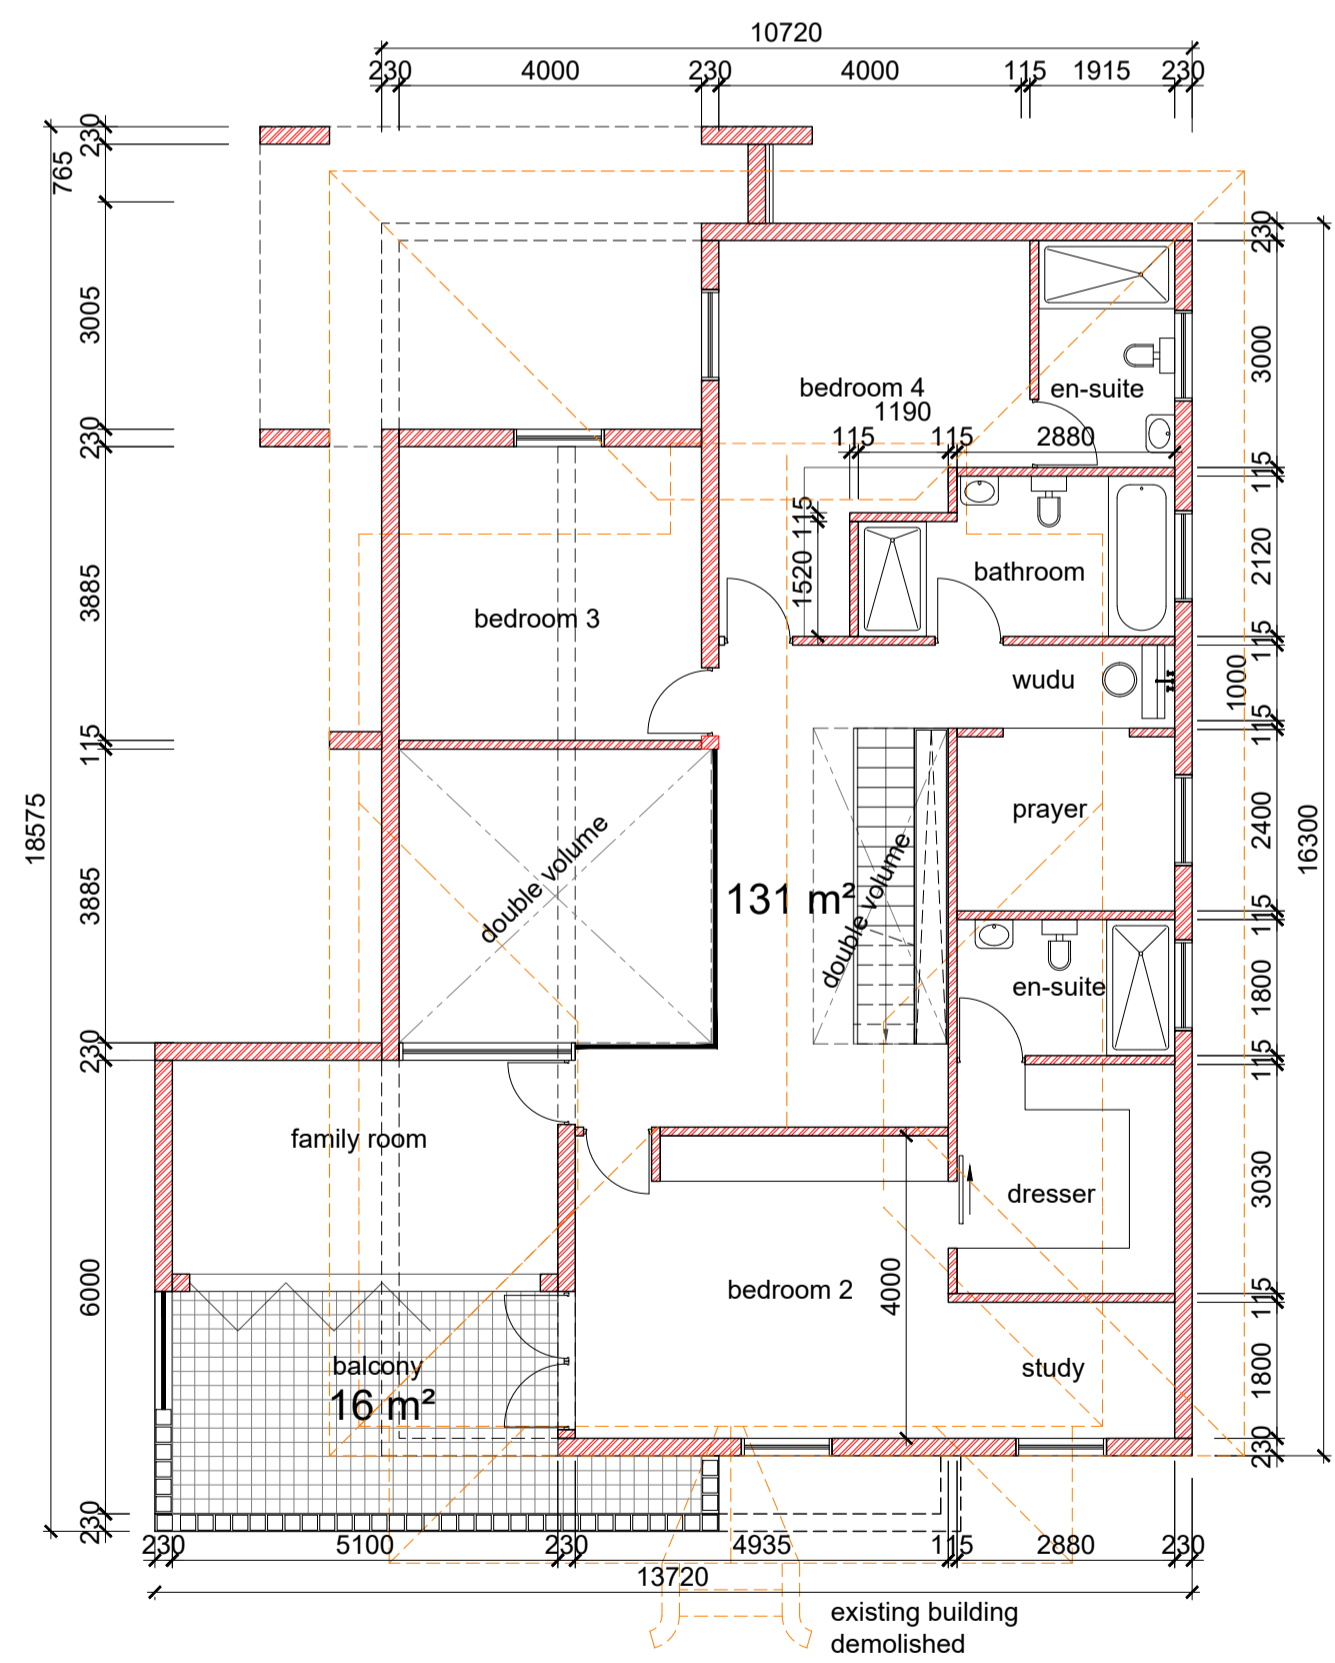 10720
230 4000 230 4000 115 1915 230
230
765
3005
230
3885
115
3885
230
6000
230
18575
230
3000
115
2120
115
1000
115
2400
115
1800
115
3030
115
1800
230
16300
bedroom 4
en-suite
1190
115 115 2880
115
1520
bathroom
bedroom 3
wudu
prayer
double volume
131 m²
double volume
en-suite
family room
dresser
bedroom 2
4000
study
balcony
16 m²
230 5100 230 4935 115 2880 230
13720
existing building
demolished